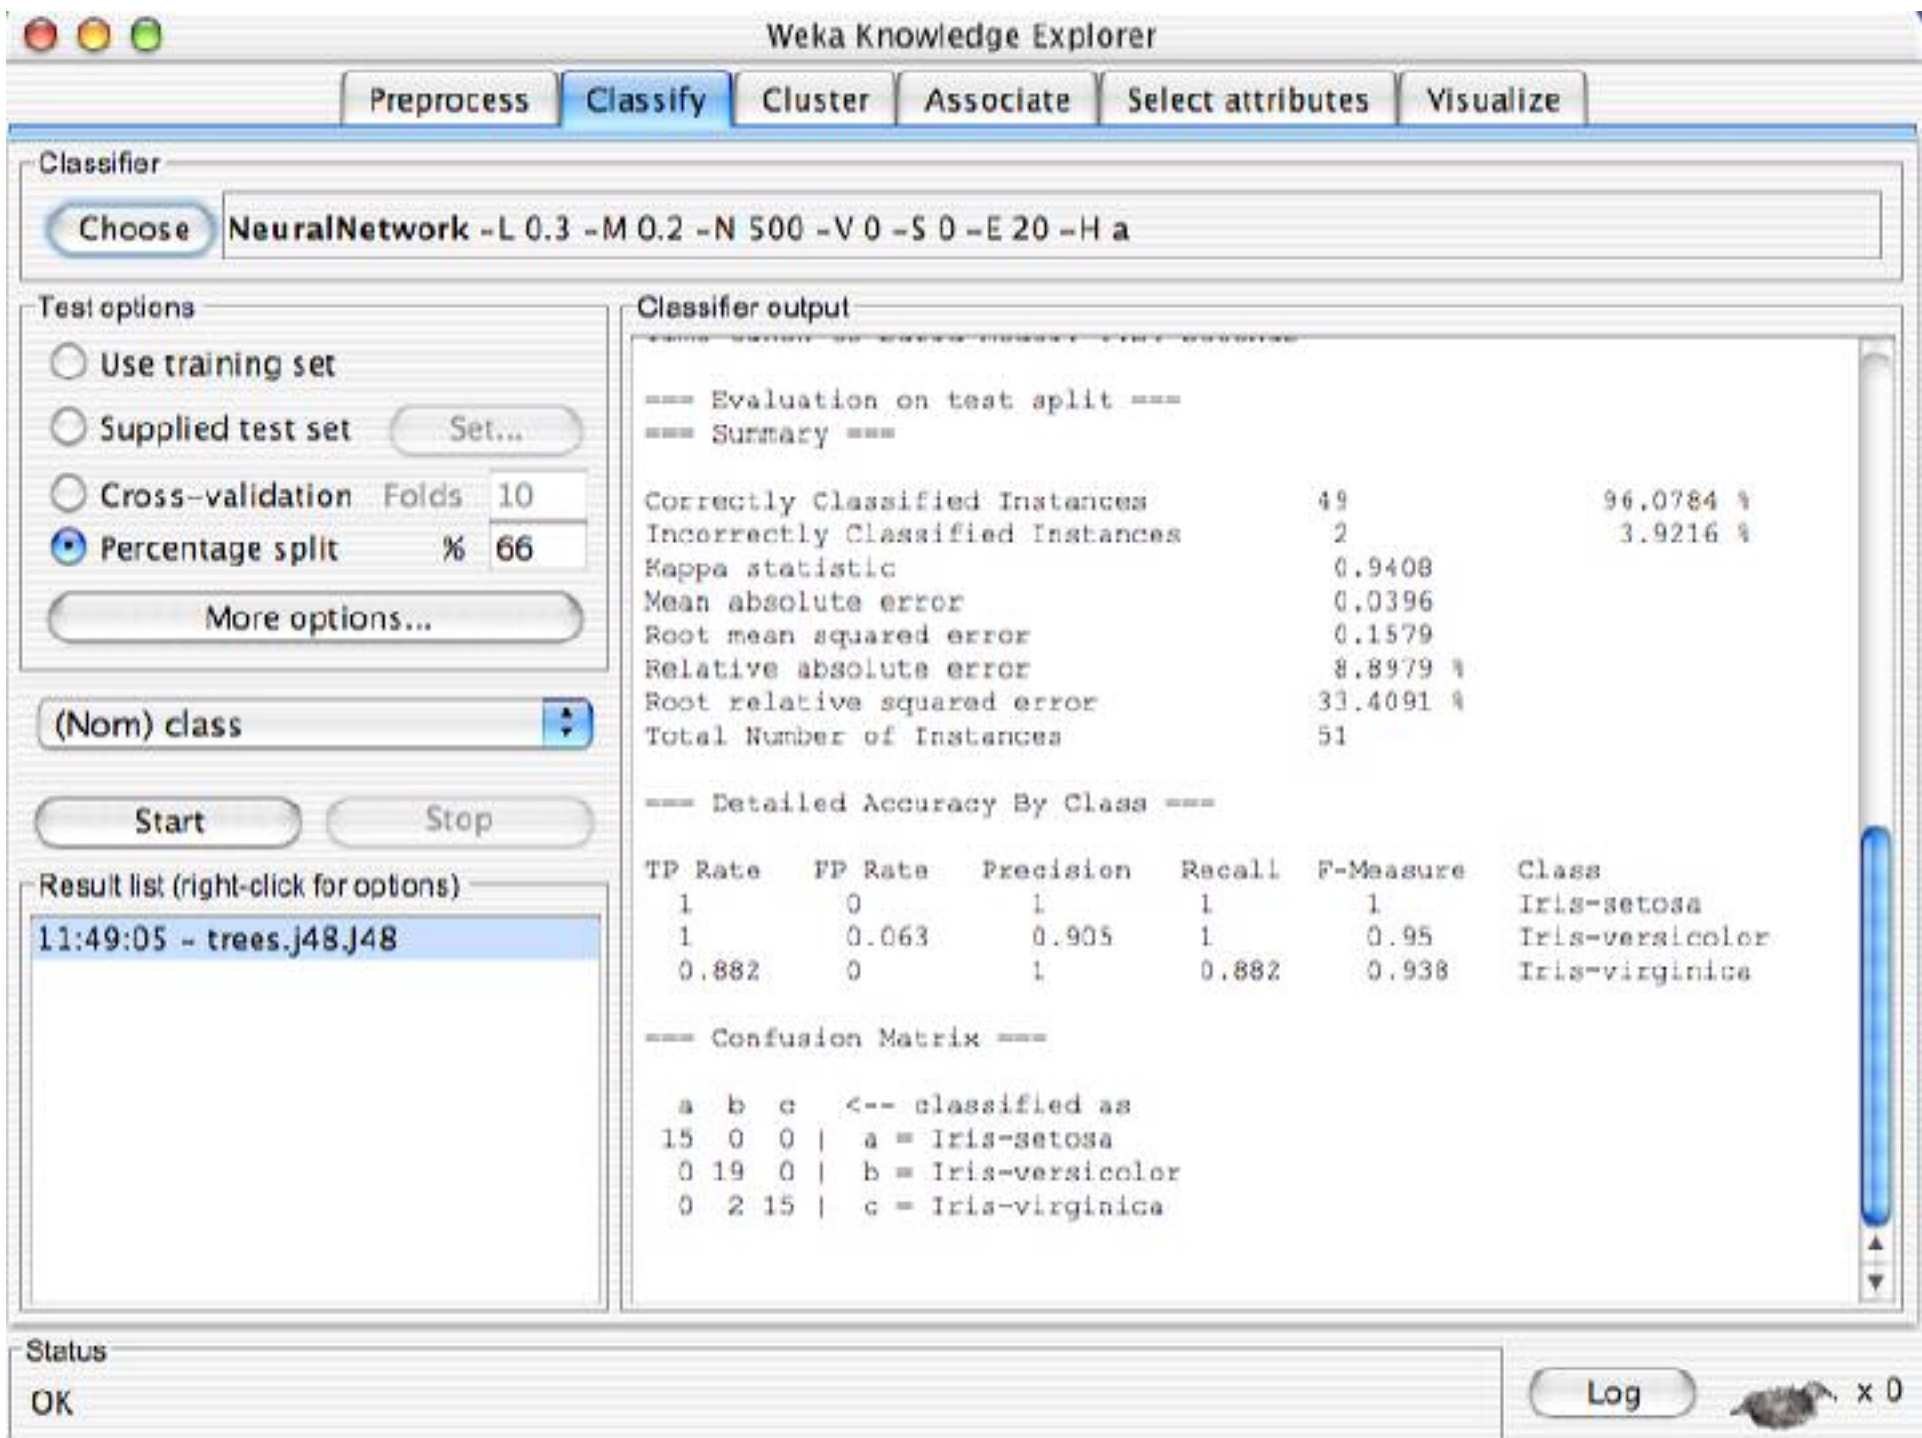 Weka Knowledge Explorer
Preprocess Classify Cluster Associate Select attributes Visualize
Classifier
Choose NeuralNetwork -L 0.3 -M 0.2 -N 500 -V 0 -S 0 -E 20 -H a
Test options
Use training set
Supplied test set Set...
Cross-validation Folds 10
Percentage split % 66
More options...
(Nom) class
Start Stop
Result list (right-click for options)
11:49:05 - trees.j48.J48
Classifier output
=== Evaluation on test split ===
=== Summary ===
Correctly Classified Instances 49 96.0784 %
Incorrectly Classified Instances 2 3.9216 %
Kappa statistic 0.9408
Mean absolute error 0.0396
Root mean squared error 0.1579
Relative absolute error 8.8979 %
Root relative squared error 33.4091 %
Total Number of Instances 51
=== Detailed Accuracy By Class ===
TP Rate FP Rate Precision Recall F-Measure Class
1 0 1 1 1 Iris-setosa
1 0.063 0.905 1 0.95 Iris-versicolor
0.882 0 1 0.882 0.938 Iris-virginica
=== Confusion Matrix ===
a b c <-- classified as
15 0 0 | a = Iris-setosa
0 19 0 | b = Iris-versicolor
0 2 15 | c = Iris-virginica
Status
OK
Log x 0